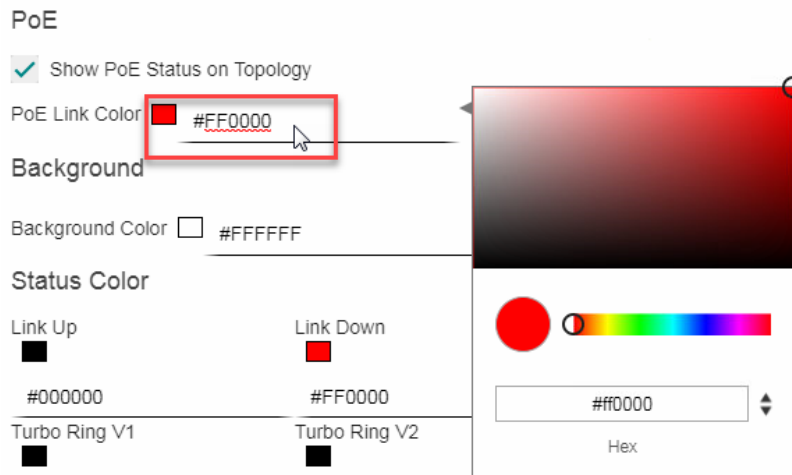 PoE
Show PoE Status on Topology
PoE Link Color #FF0000
Background
Background Color #FFFFFF
Status Color
Link Up Link Down
#000000 #FF0000
#ff0000
Turbo Ring V1 Turbo Ring V2
Hex